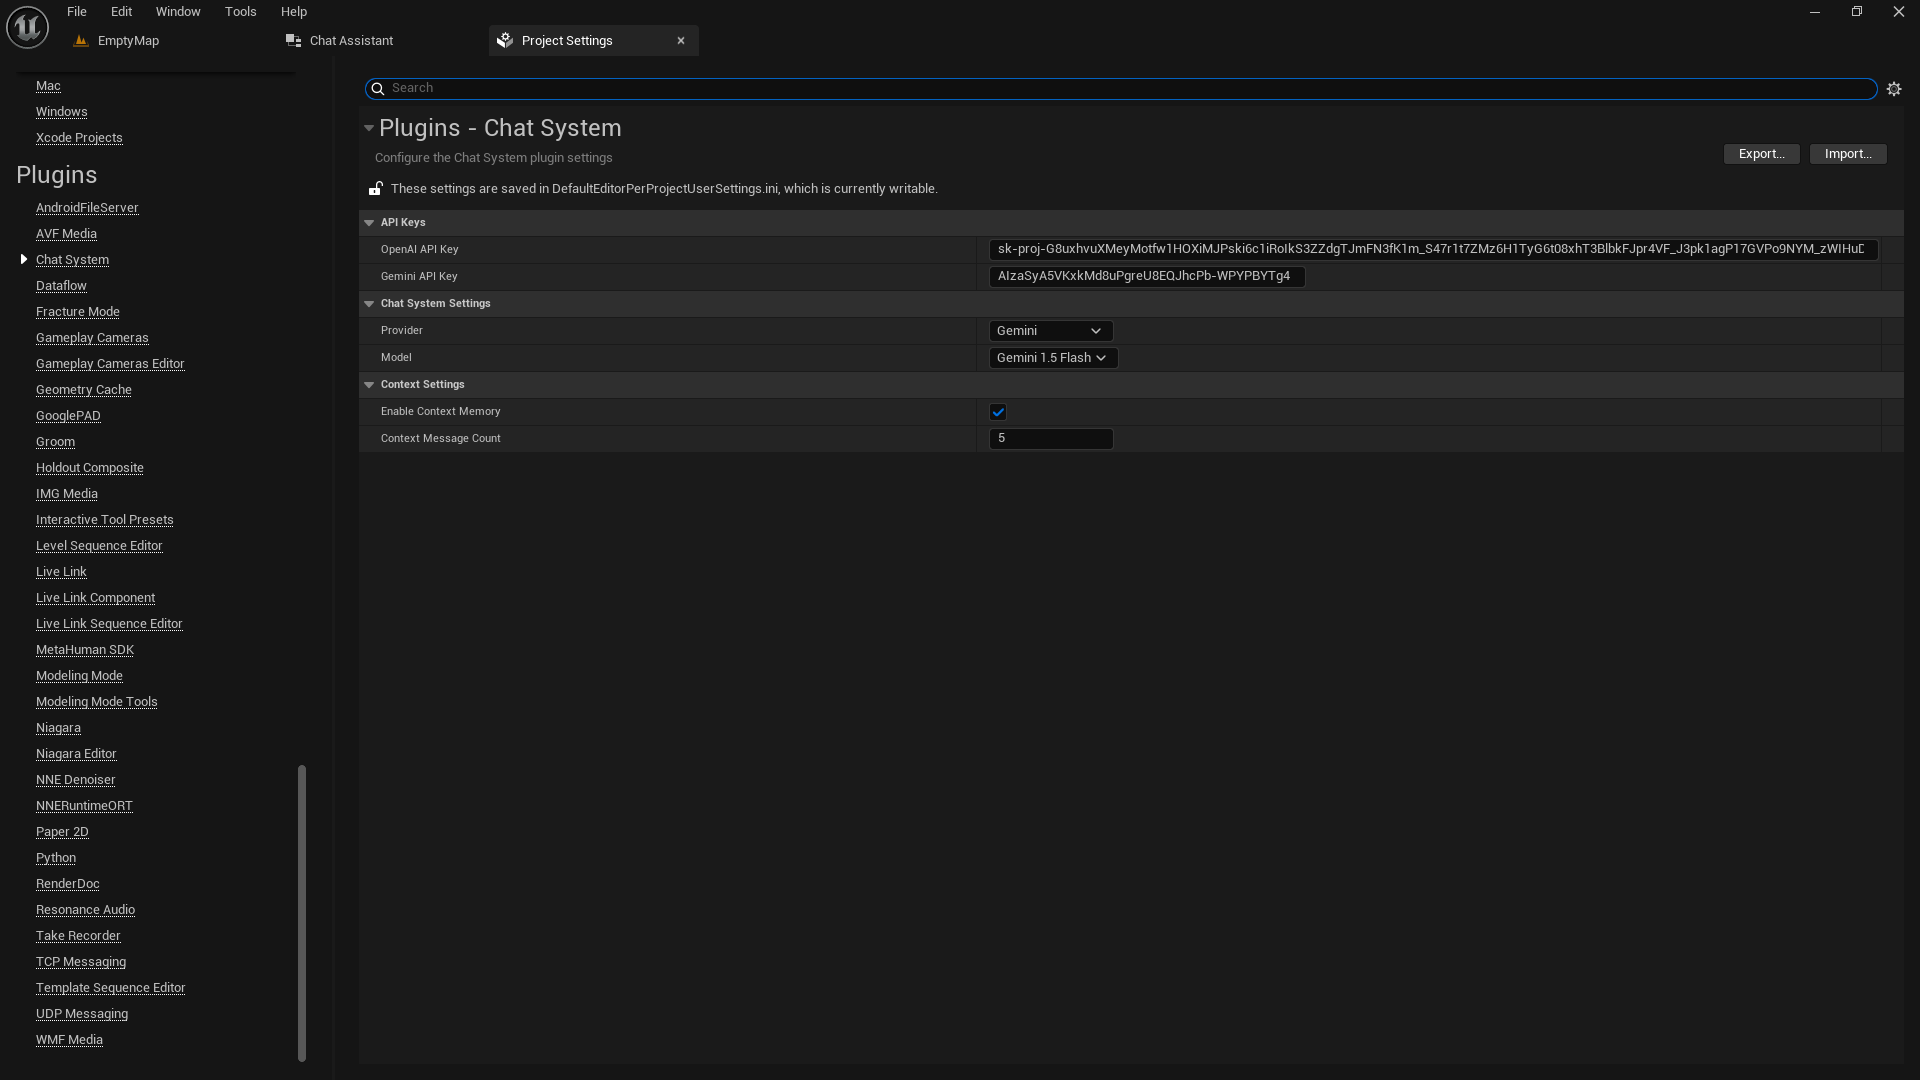 File Edit Window Tools Help
EmptyMap
Chat Assistant
Project Settings
Mac
Windows
Xcode Projects
Plugins
AndroidFileServer
AVF Media
Chat System
Dataflow
Fracture Mode
Gameplay Cameras
Gameplay Cameras Editor
Geometry Cache
GooglePAD
Groom
Holdout Composite
IMG Media
Interactive Tool Presets
Level Sequence Editor
Live Link
Live Link Component
Live Link Sequence Editor
MetaHuman SDK
Modeling Mode
Modeling Mode Tools
Niagara
Niagara Editor
NNE Denoiser
NNERuntimeORT
Paper 2D
Python
RenderDoc
Resonance Audio
Take Recorder
TCP Messaging
Template Sequence Editor
UDP Messaging
WMF Media
Search
Plugins - Chat System
Configure the Chat System plugin settings
Export... Import...
These settings are saved in DefaultEditorPerProjectUserSettings.ini, which is currently writable.
API Keys
OpenAI API Key
Gemini API Key AIzaSyA5VKxkMd8uPgreU8EQJhcPb-WPYPBYTg4
Chat System Settings
Provider Gemini
Model Gemini 1.5 Flash
Context Settings
Enable Context Memory
Context Message Count 5